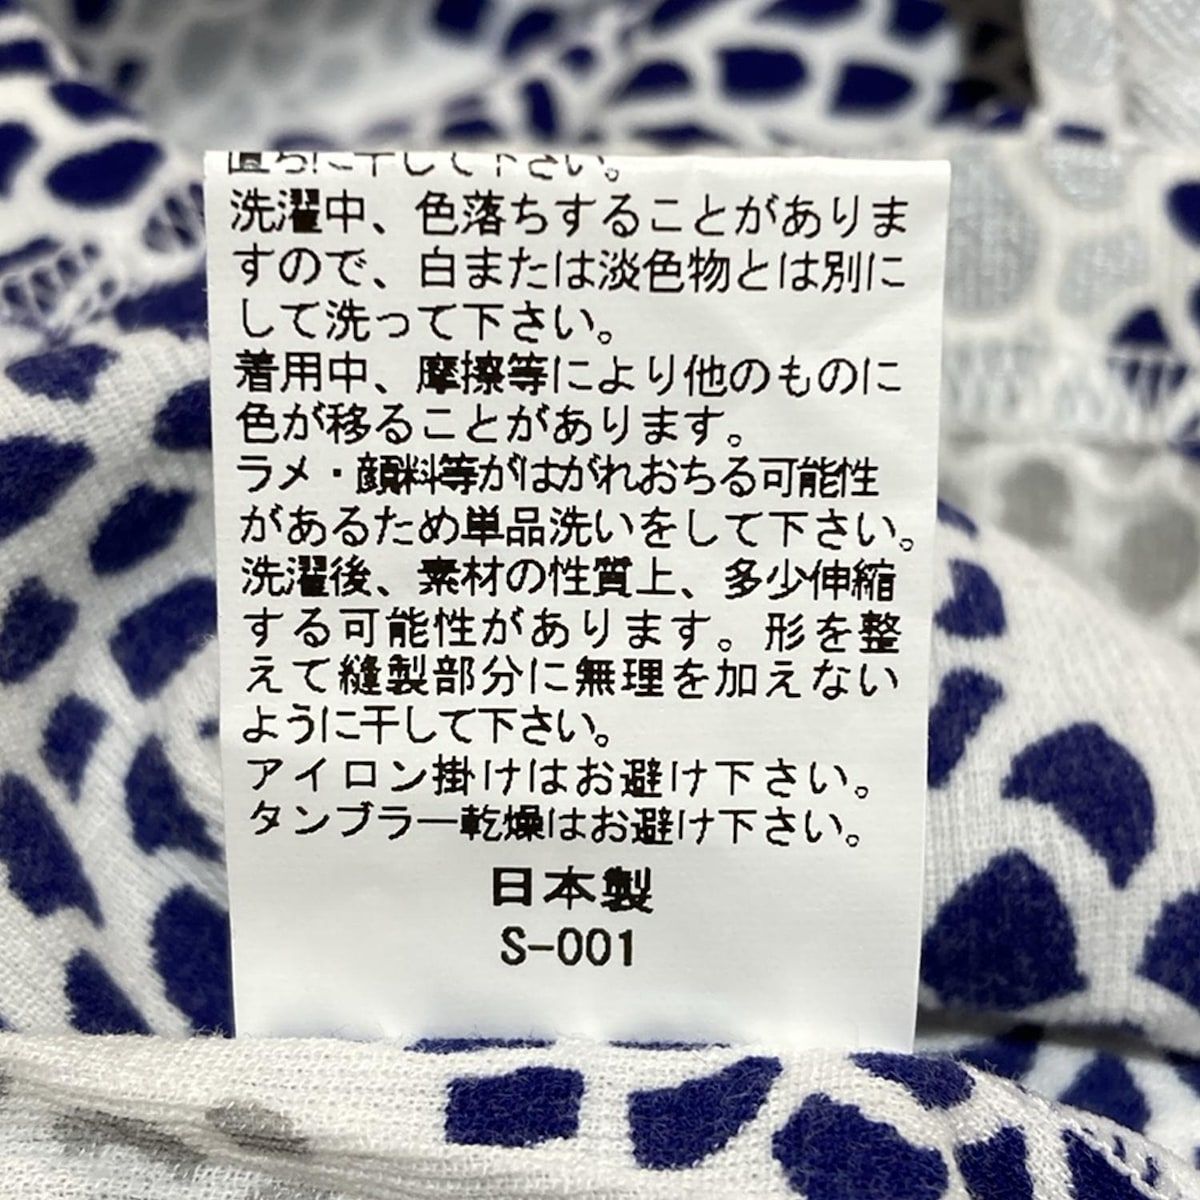 直ちに干して下さい。
洗濯中、色落ちすることがありま
すので、白または淡色物とは別に
して洗って下さい。
着用中、摩擦等により他のものに
色が移ることがあります。
ラメ・顔料等がはがれおちる可能性
があるため単品洗いをして下さい。
洗濯後、素材の性質上、多少伸縮
する可能性があります。形を整
えて縫製部分に無理を加えない
ように干して下さい。
アイロン掛けはお避け下さい。
タンブラー乾燥はお避け下さい。
日本製
S-001